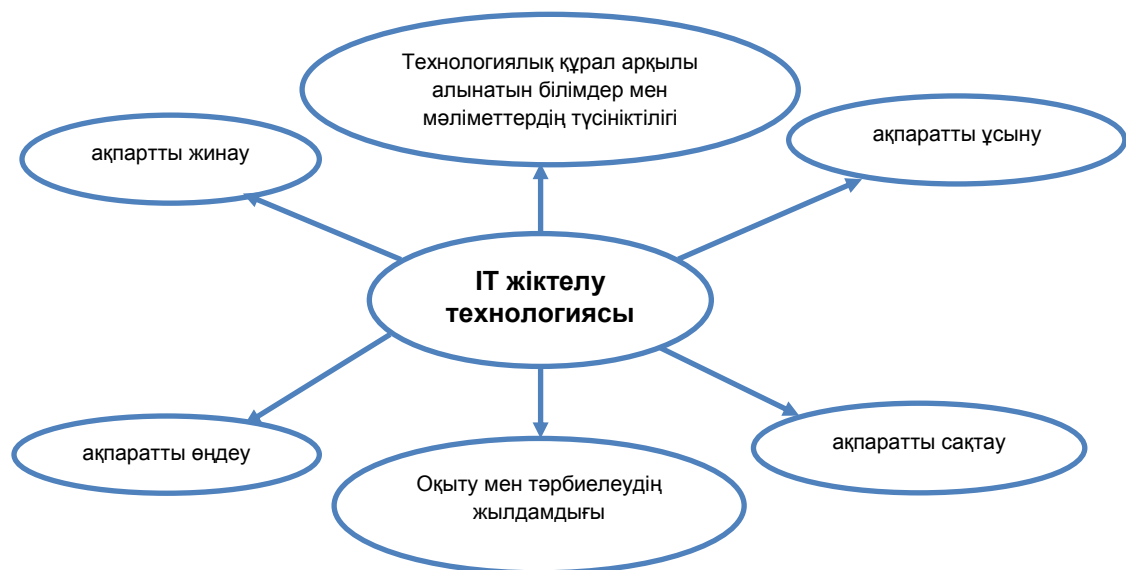 Технологиялық құрал арқылы
алынатын білімдер мен
мәліметтердің түсініктілігі
ақпартты жинау
ақпаратты ұсыну
IT жіктелу
технологиясы
ақпаратты өңдеу
ақпаратты сақтау
Оқыту мен тәрбиелеудің
жылдамдығы